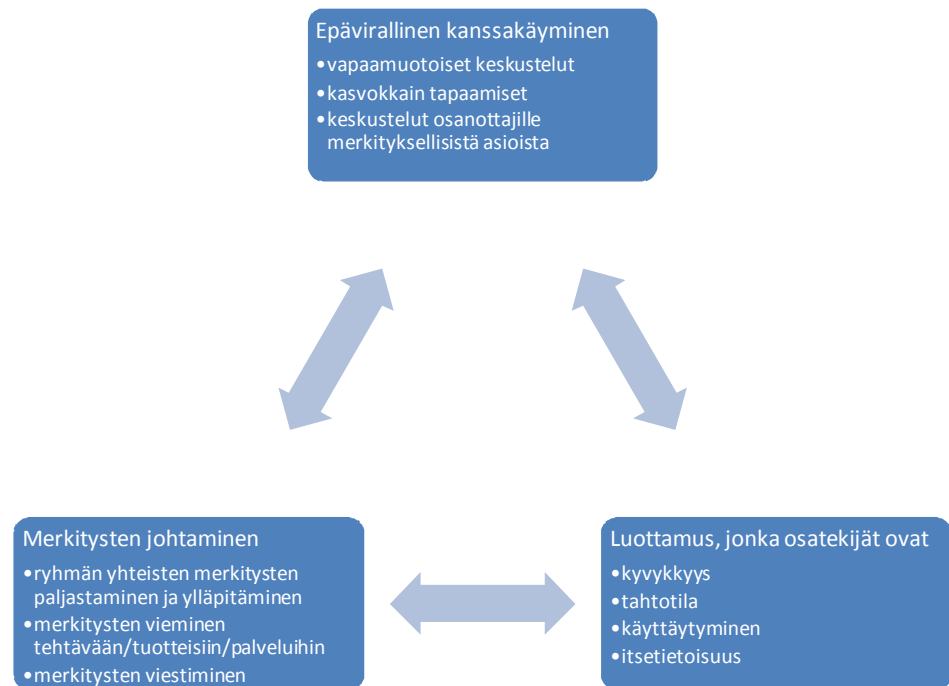 Epävirallinen kanssakäyminen
•vapaamuotoiset keskustelut
•kasvokkain tapaamiset
•keskustelut osanottajille
merkityksellisistä asioista
Merkitysten johtaminen
•ryhmän yhteisten merkitysten
paljastaminen ja ylläpitäminen
•merkitysten vieminen
tehtävään/tuotteisiin/palveluihin
•merkitysten viestiminen
Luottamus, jonka osatekijät ovat
•kyvykkyys
•tahtotila
•käyttäytyminen
•itsetietoisuus